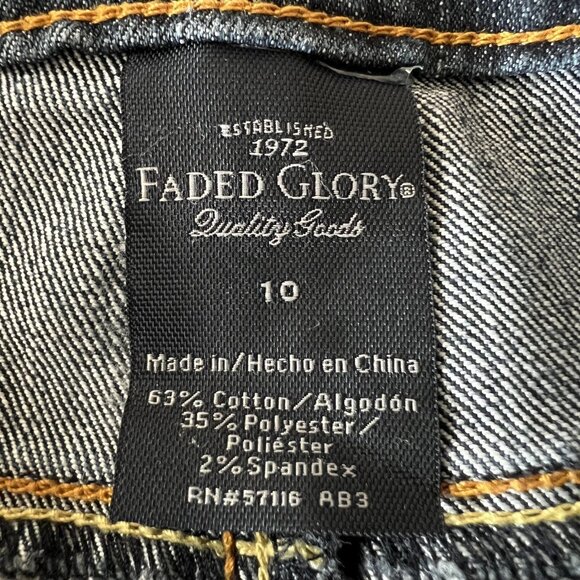 ESTABLISHED
1972
FADED GLORY®
Quality Goods
10
Made in/Hecho en China
63% Cotton/Algodón
35% Polyester/
Poliéster
2% Spandex
RN#57116 AB3